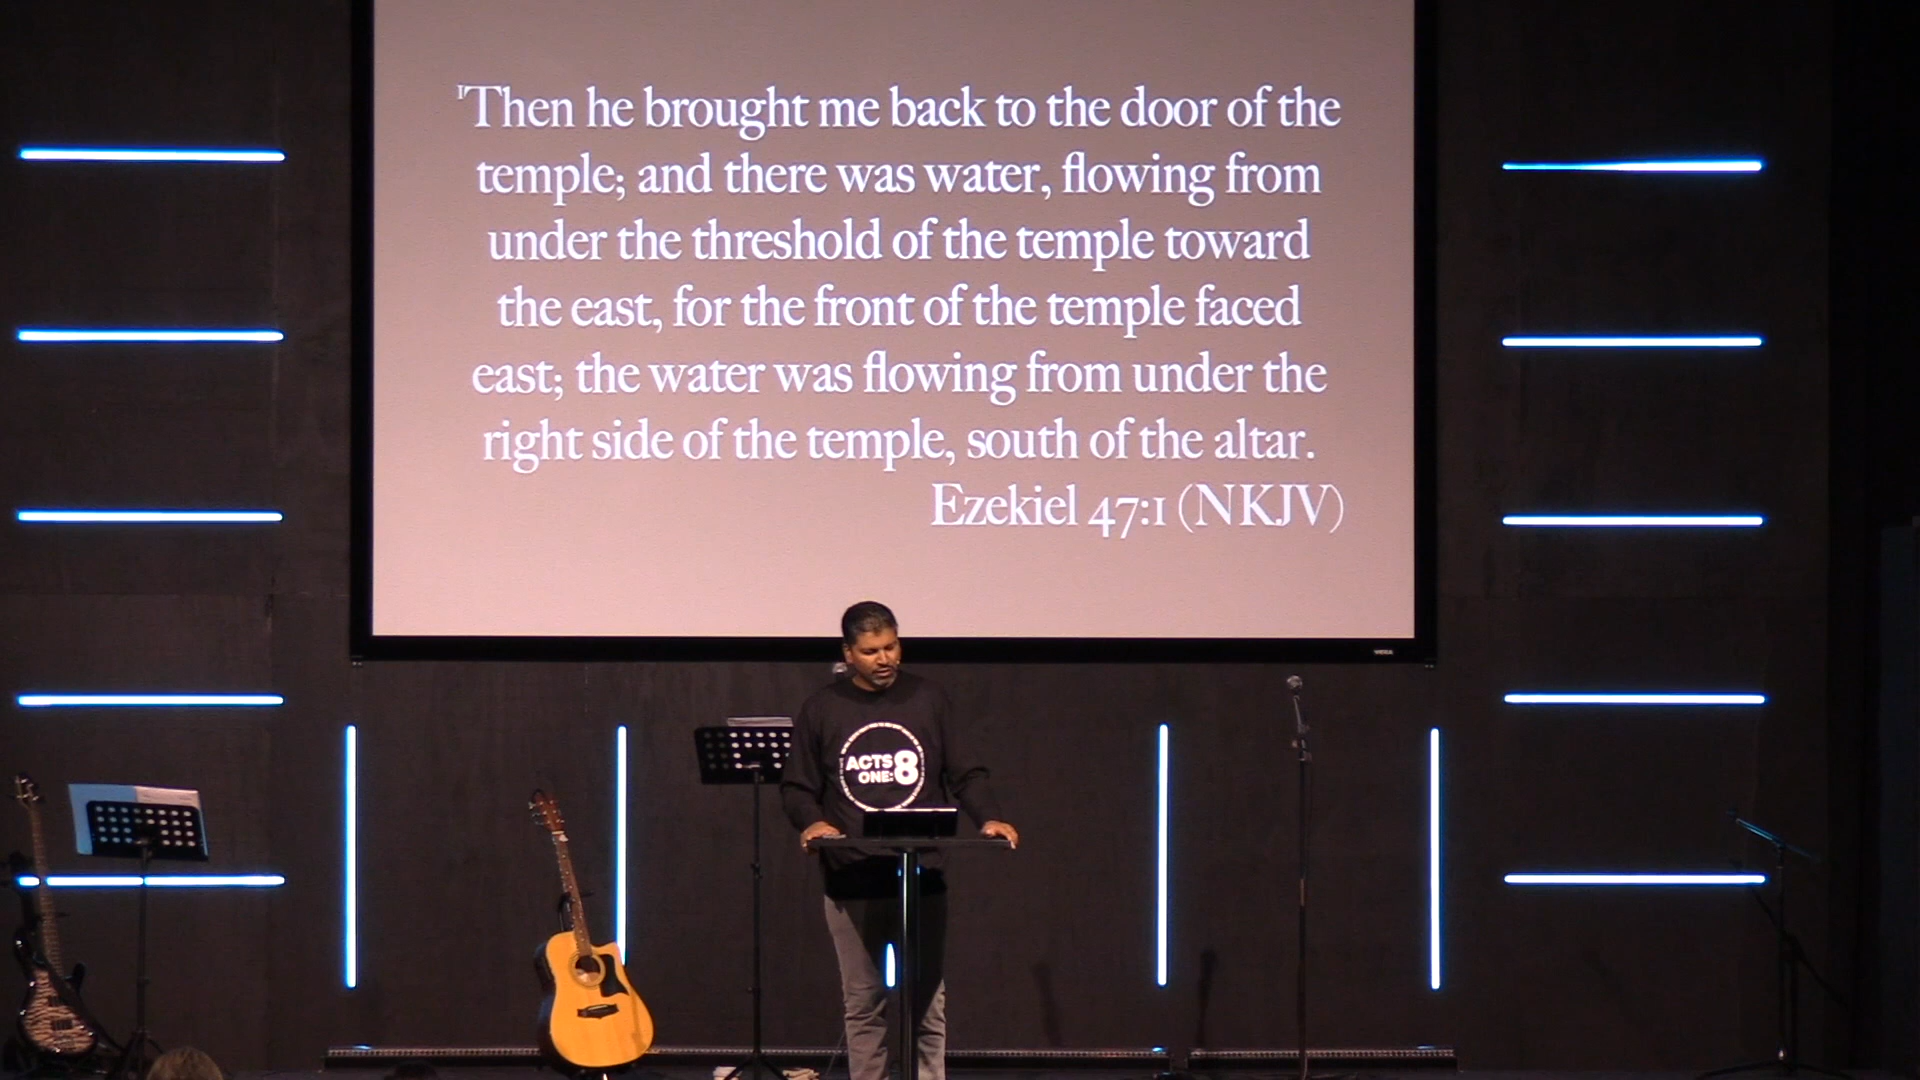 ¹Then he brought me back to the door of the
temple; and there was water, flowing from
under the threshold of the temple toward
the east, for the front of the temple faced
east; the water was flowing from under the
right side of the temple, south of the altar.
Ezekiel 47:1 (NKJV)
ACTS
ONE:8